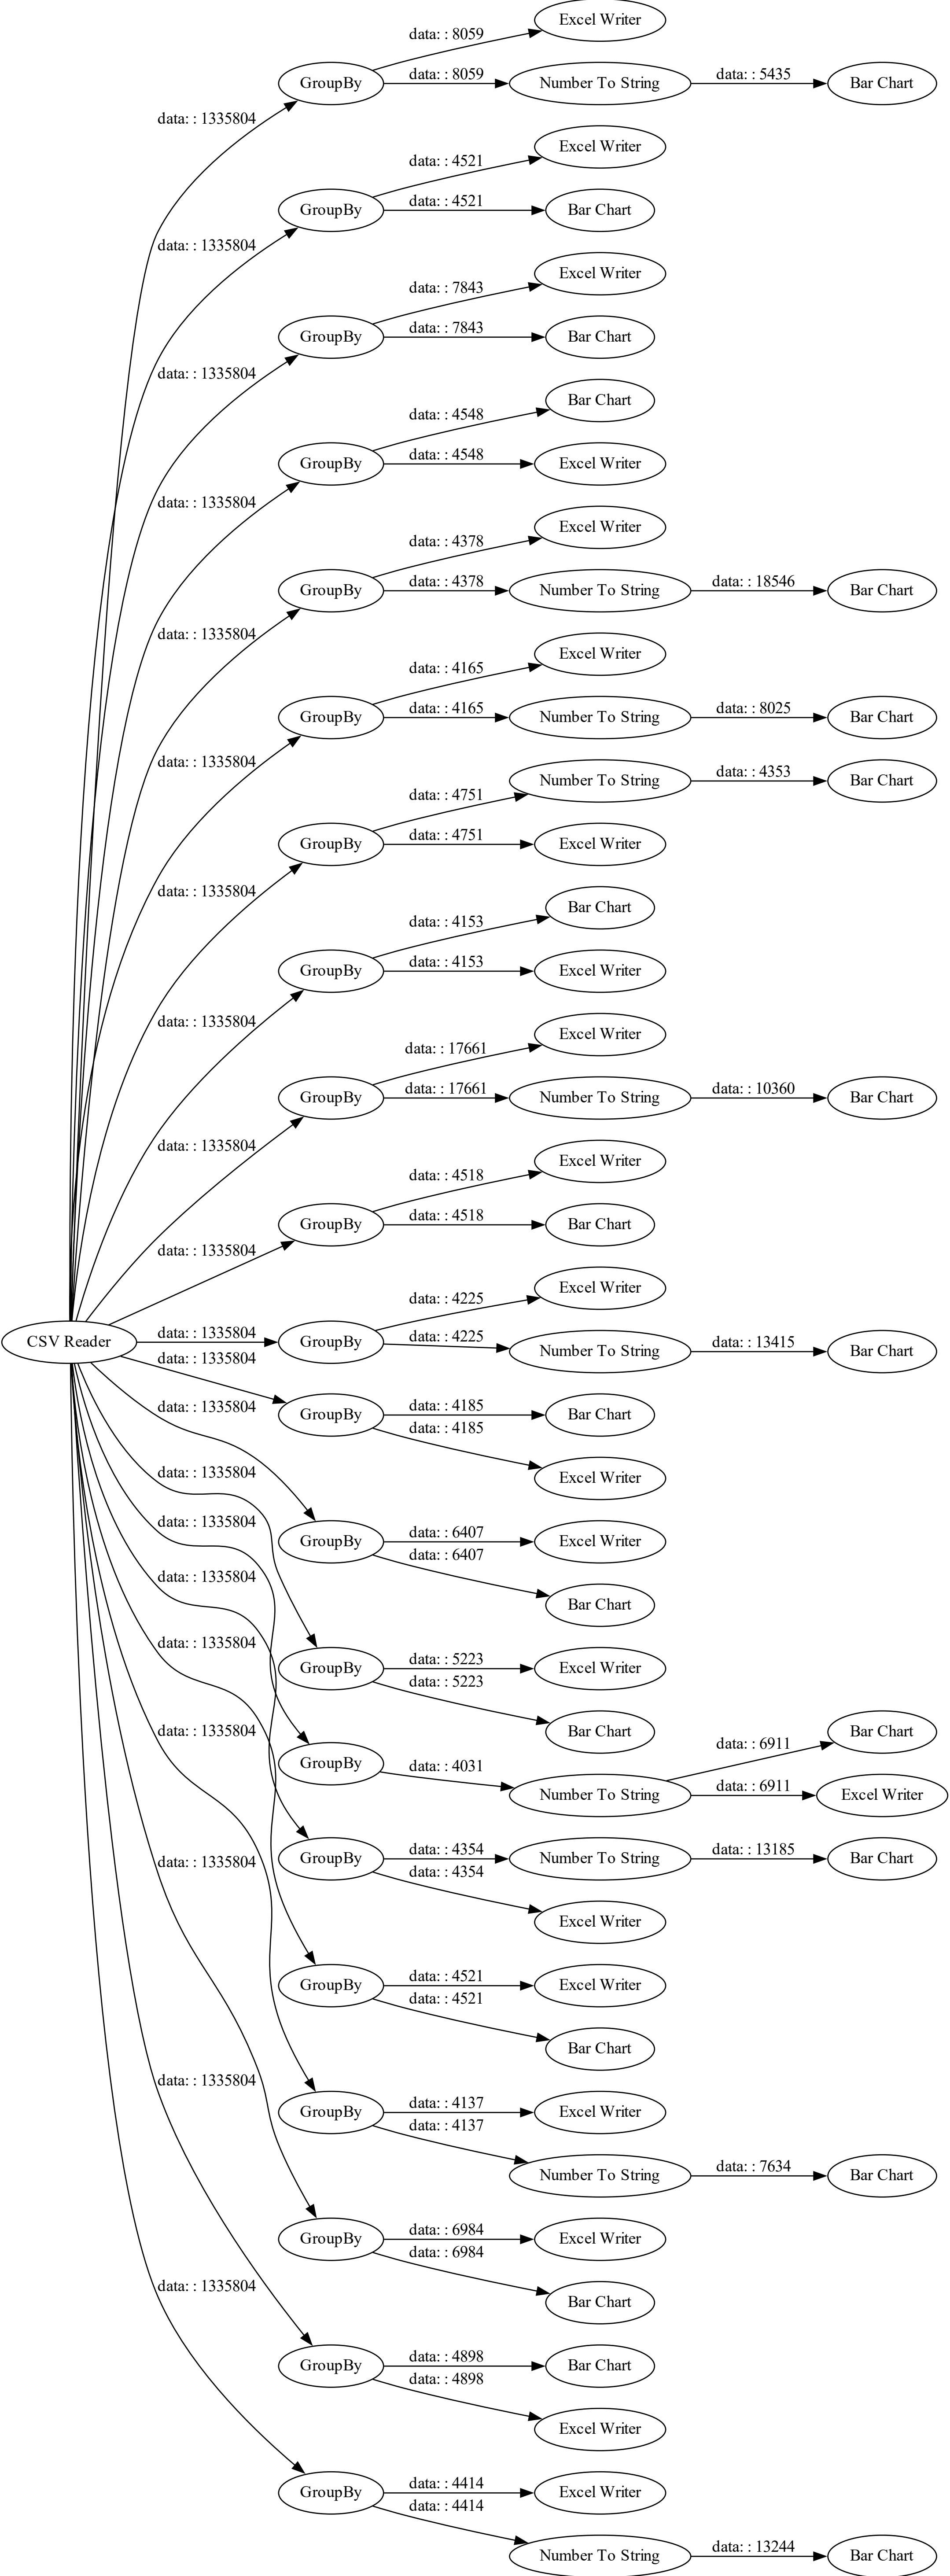 Excel Writer
data: : 8059
GroupBy
data: : 8059
Number To String
data: : 5435
Bar Chart
data: : 1335804
Excel Writer
data: : 4521
GroupBy
data: : 4521
Bar Chart
data: : 1335804
Excel Writer
data: : 7843
GroupBy
data: : 7843
Bar Chart
data: : 1335804
Bar Chart
data: : 4548
GroupBy
data: : 4548
Excel Writer
data: : 1335804
Excel Writer
data: : 4378
GroupBy
data: : 4378
Number To String
data: : 18546
Bar Chart
data: : 1335804
Excel Writer
data: : 4165
GroupBy
data: : 4165
Number To String
data: : 8025
Bar Chart
data: : 1335804
Number To String
data: : 4353
Bar Chart
data: : 4751
GroupBy
data: : 4751
Excel Writer
data: : 1335804
Bar Chart
data: : 4153
GroupBy
data: : 4153
Excel Writer
data: : 1335804
Excel Writer
data: : 17661
GroupBy
data: : 17661
Number To String
data: : 10360
Bar Chart
data: : 1335804
Excel Writer
data: : 4518
GroupBy
data: : 4518
Bar Chart
data: : 1335804
Excel Writer
data: : 4225
CSV Reader
data: : 1335804
GroupBy
data: : 4225
Number To String
data: : 13415
Bar Chart
data: : 1335804
GroupBy
data: : 4185
Bar Chart
data: : 4185
Excel Writer
data: : 1335804
GroupBy
data: : 6407
Excel Writer
data: : 6407
Bar Chart
data: : 1335804
GroupBy
data: : 5223
Excel Writer
data: : 5223
Bar Chart
data: : 1335804
GroupBy
data: : 4031
Number To String
data: : 6911
Bar Chart
data: : 6911
Excel Writer
data: : 1335804
GroupBy
data: : 4354
Number To String
data: : 13185
Bar Chart
data: : 4354
Excel Writer
data: : 1335804
GroupBy
data: : 4521
Excel Writer
data: : 4521
Bar Chart
data: : 1335804
GroupBy
data: : 4137
Excel Writer
data: : 4137
Number To String
data: : 7634
Bar Chart
data: : 1335804
GroupBy
data: : 6984
Excel Writer
data: : 6984
Bar Chart
data: : 1335804
GroupBy
data: : 4898
Bar Chart
data: : 4898
Excel Writer
data: : 1335804
GroupBy
data: : 4414
Excel Writer
data: : 4414
Number To String
data: : 13244
Bar Chart